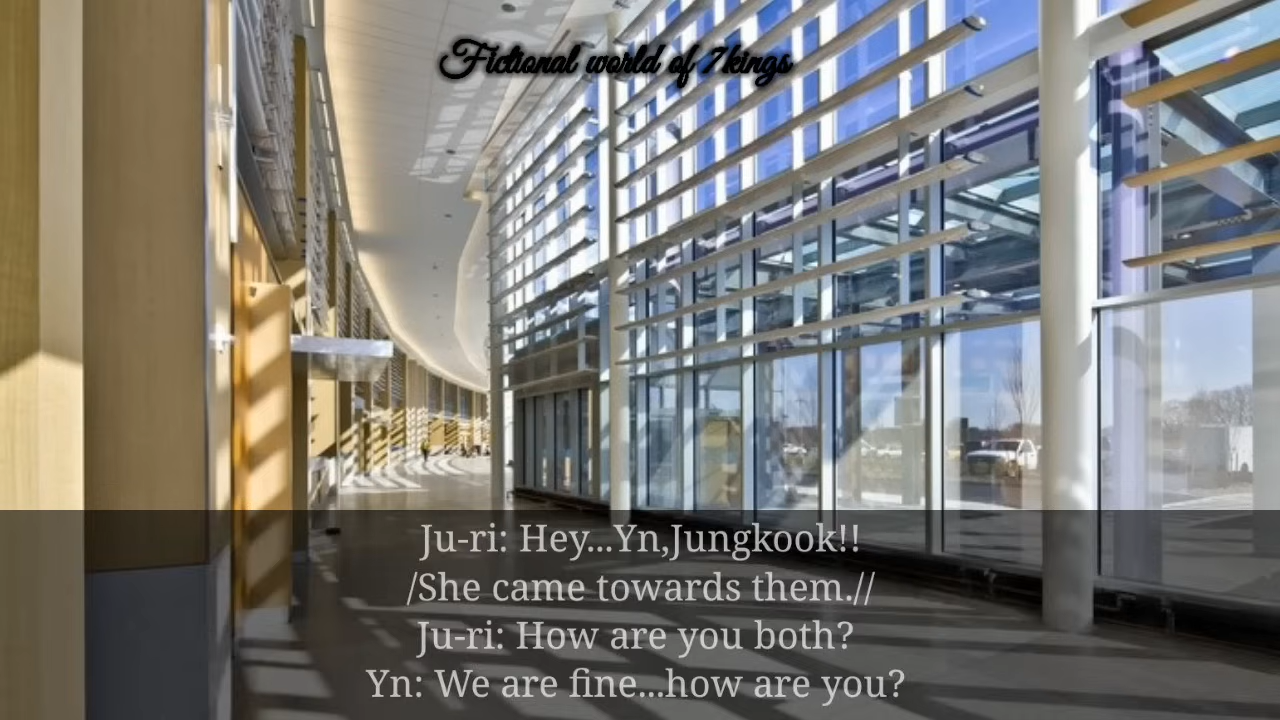 Fictional world of 7kings
Ju-ri: Hey...Yn,Jungkook!!
/She came towards them.//
Ju-ri: How are you both?
Yn: We are fine...how are you?